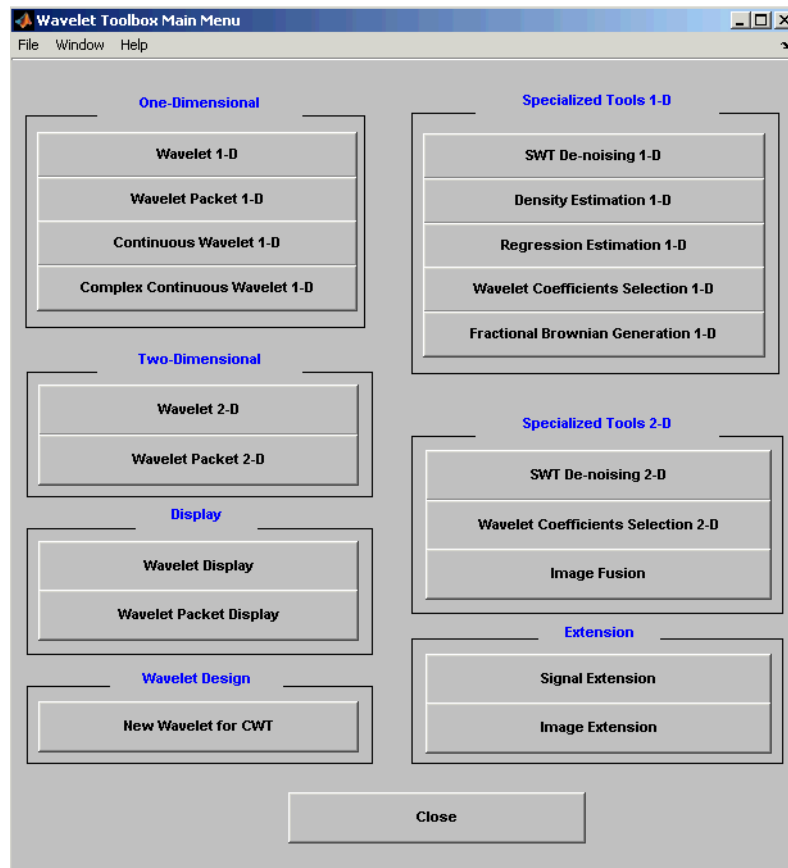 Wavelet Toolbox Main Menu
File Window Help
One-Dimensional
Wavelet 1-D
Wavelet Packet 1-D
Continuous Wavelet 1-D
Complex Continuous Wavelet 1-D
Two-Dimensional
Wavelet 2-D
Wavelet Packet 2-D
Display
Wavelet Display
Wavelet Packet Display
Wavelet Design
New Wavelet for CWT
Specialized Tools 1-D
SWT De-noising 1-D
Density Estimation 1-D
Regression Estimation 1-D
Wavelet Coefficients Selection 1-D
Fractional Brownian Generation 1-D
Specialized Tools 2-D
SWT De-noising 2-D
Wavelet Coefficients Selection 2-D
Image Fusion
Extension
Signal Extension
Image Extension
Close